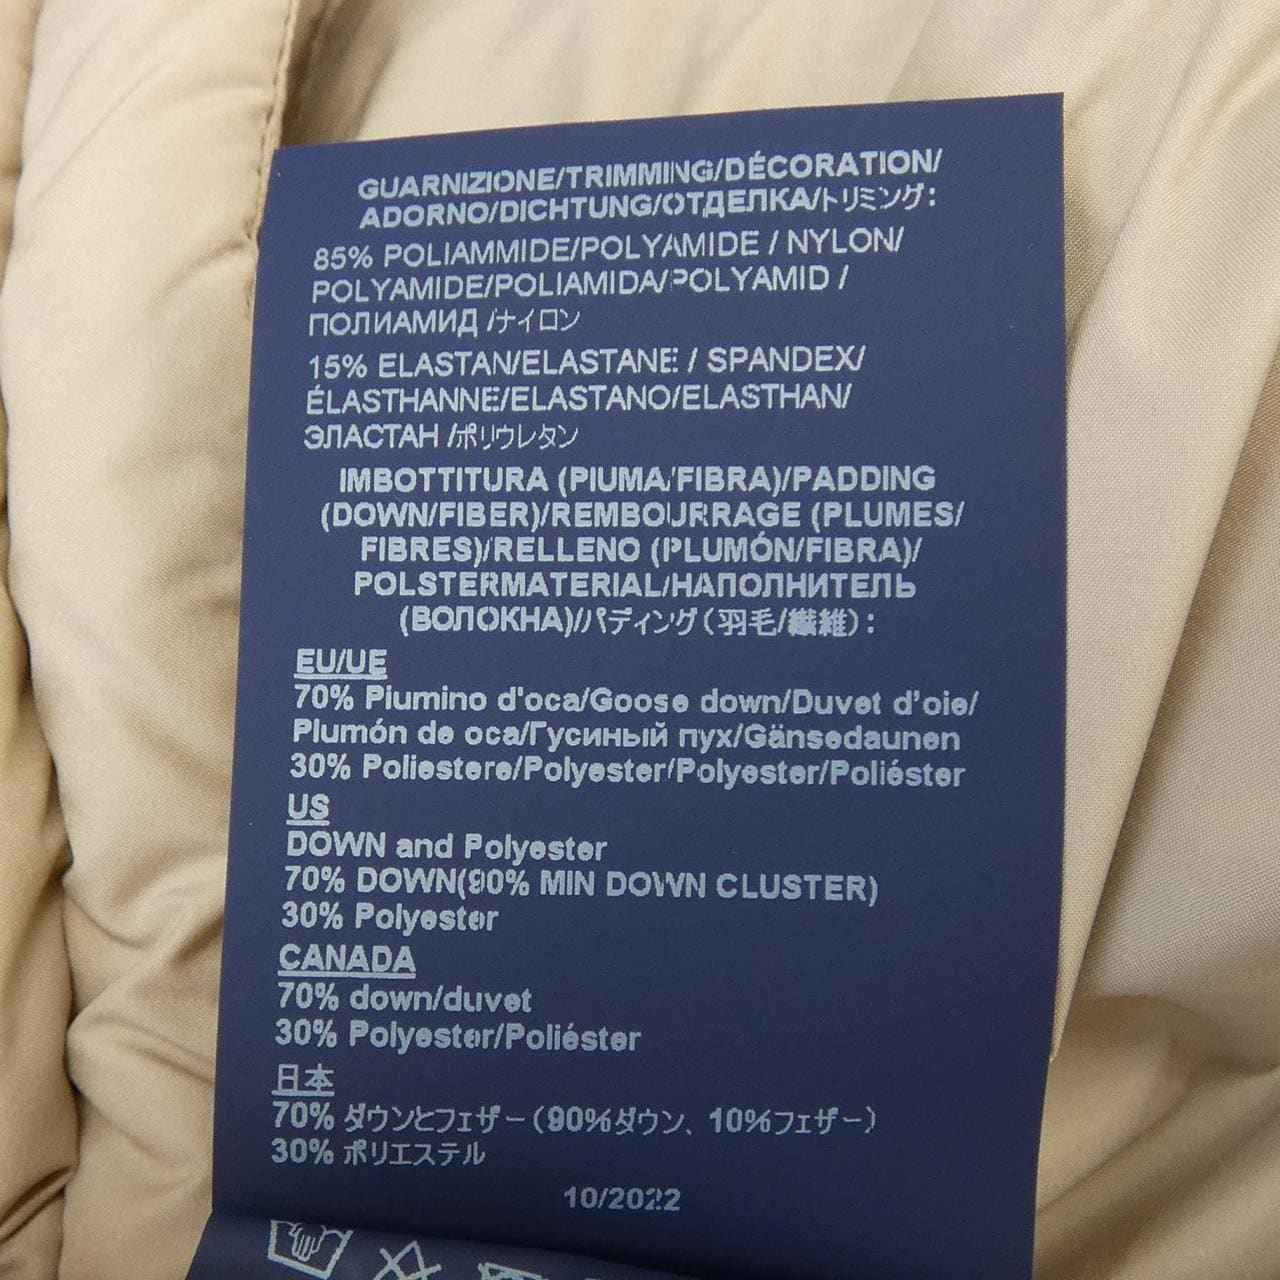 GUARNIZIONE/TRIMMING/DÉCORATION/
ADORNO/DICHTUNG/ОТДЕЛКА/トリミング:
85% POLIAMMIDE/POLYAMIDE / NYLON/
POLYAMIDE/POLIAMIDA/POLYAMID /
ПОЛИАМИД /ナイロン
15% ELASTAN/ELASTANE / SPANDEX/
ÉLASTHANNE/ELASTANO/ELASTHAN/
ЭЛАСТАН /ポリウレタン
IMBOTTITURA (PIUMA/FIBRA)/PADDING
(DOWN/FIBER)/REMBOURRAGE (PLUMES/
FIBRES)/RELLENO (PLUMÓN/FIBRA)/
POLSTERMATERIAL/НАПОЛНИТЕЛЬ
(ВОЛОКНА)/パディング(羽毛/繊維):
EU/UE
70% Piumino d'oca/Goose down/Duvet d’oie/
Plumón de oca/Гусиный пух/Gänsedaunen
30% Poliestere/Polyester/Polyester/Poliéster
US
DOWN and Polyester
70% DOWN(90% MIN DOWN CLUSTER)
30% Polyester
CANADA
70% down/duvet
30% Polyester/Poliéster
日本
70% ダウンとフェザー(90%ダウン、10%フェザー)
30% ポリエステル
10/2022